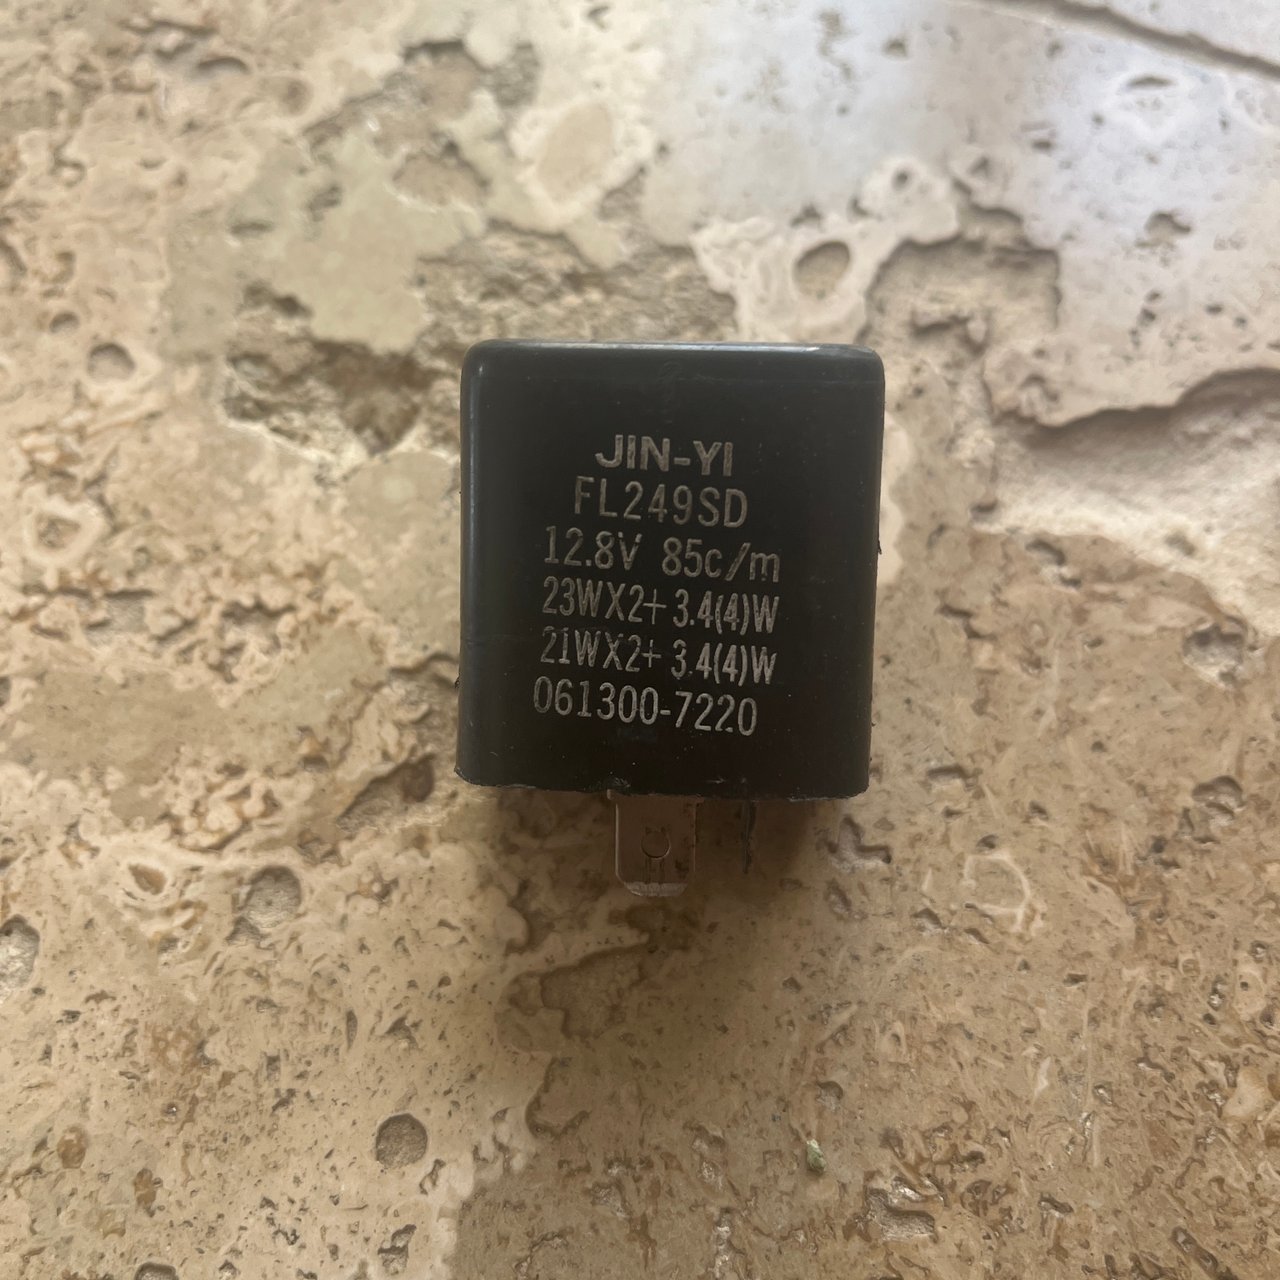 JIN-YI
FL249SD
12.8V 85c/m
23WX2+ 3.4(4)W
21WX2+ 3.4(4)W
061300-7220